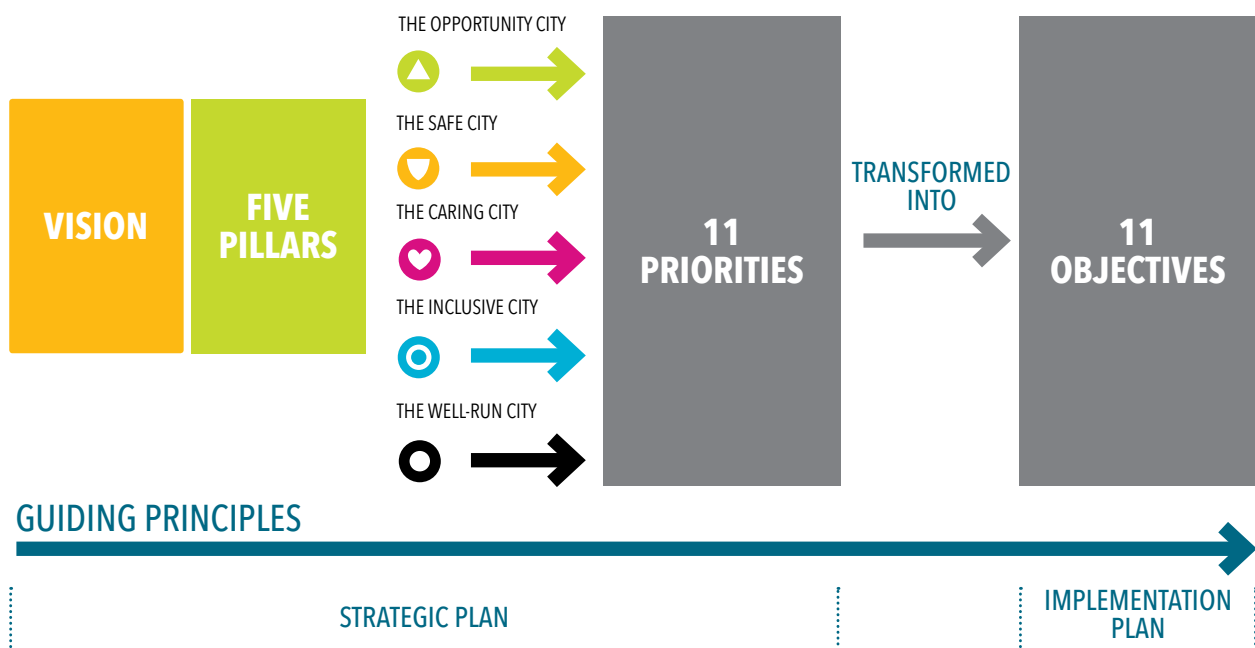 VISION
FIVE
PILLARS
THE OPPORTUNITY CITY
THE SAFE CITY
THE CARING CITY
THE INCLUSIVE CITY
THE WELL-RUN CITY
11
PRIORITIES
TRANSFORMED
INTO
11
OBJECTIVES
GUIDING PRINCIPLES
STRATEGIC PLAN
IMPLEMENTATION
PLAN